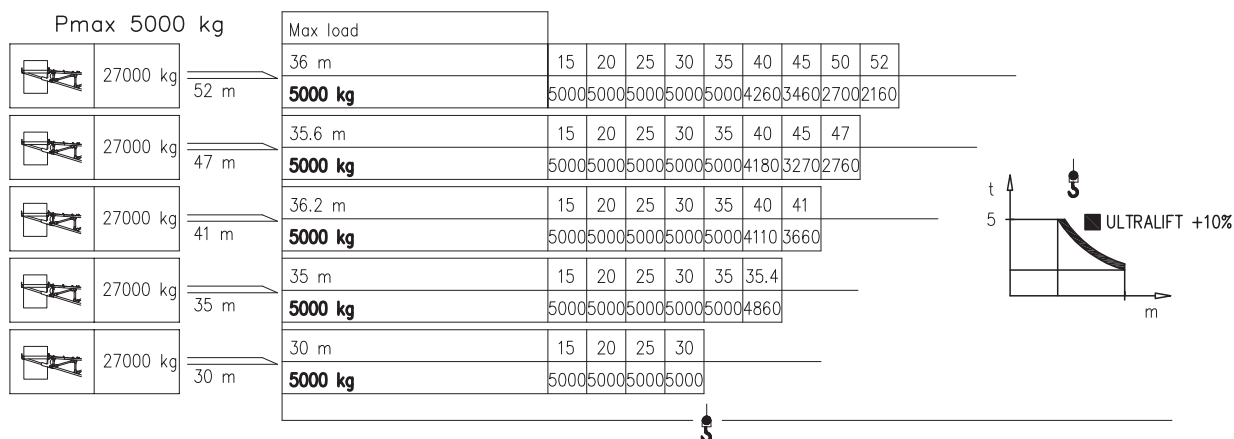 Pmax 5000 kg
Max load
27000 kg
52 m
36 m 15 20 25 30 35 40 45 50 52
5000 kg 5000 5000 5000 5000 5000 4260 3460 2700 2160
27000 kg
47 m
35.6 m 15 20 25 30 35 40 45 47
5000 kg 5000 5000 5000 5000 5000 4180 3270 2760
27000 kg
41 m
36.2 m 15 20 25 30 35 40 41
5000 kg 5000 5000 5000 5000 5000 4110 3660
27000 kg
35 m
35 m 15 20 25 30 35 35.4
5000 kg 5000 5000 5000 5000 5000 4860
27000 kg
30 m
30 m 15 20 25 30
5000 kg 5000 5000 5000 5000
t
5
ULTRALIFT +10%
m